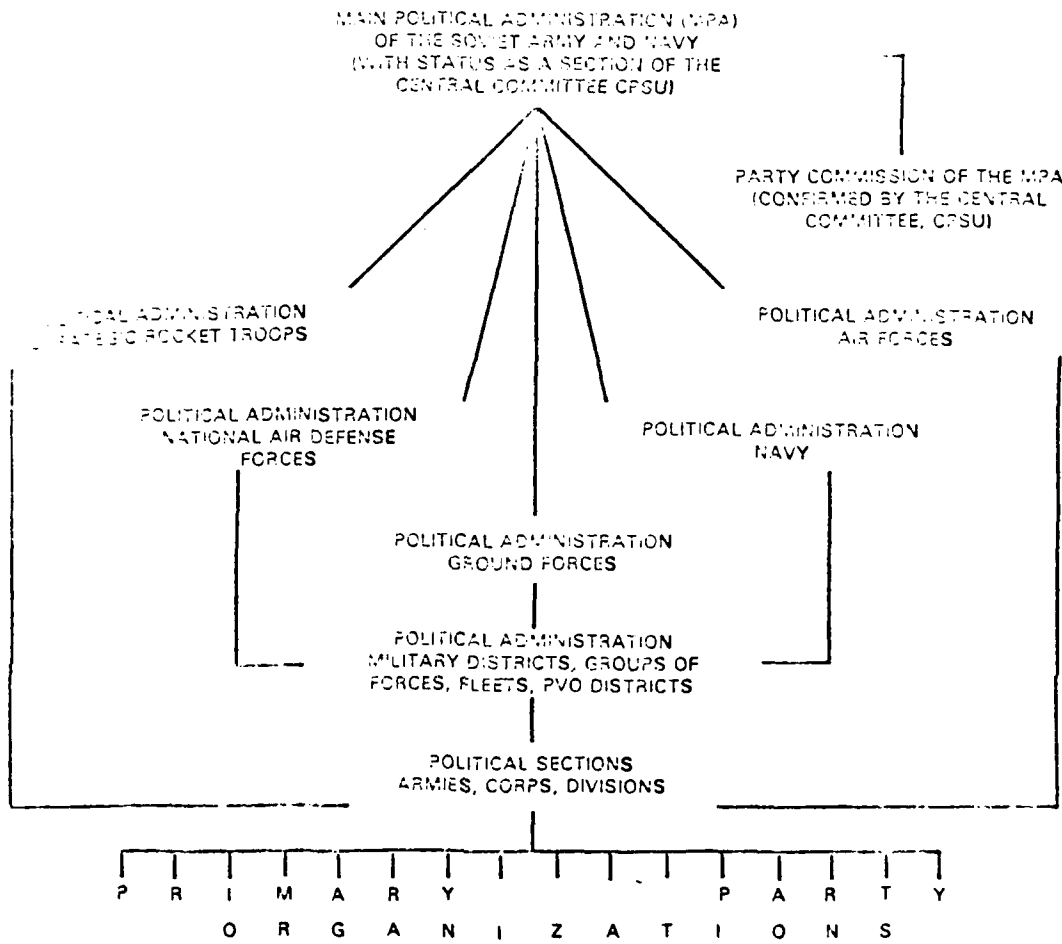 MAIN POLITICAL ADMINISTRATION (MPA)
OF THE SOVIET ARMY AND NAVY
(WITH STATUS AS A SECTION OF THE
CENTRAL COMMITTEE CPSU)
PARTY COMMISSION OF THE MPA
(CONFIRMED BY THE CENTRAL
COMMITTEE, CPSU)
POLITICAL ADMINISTRATION
STRATEGIC ROCKET TROOPS
POLITICAL ADMINISTRATION
AIR FORCES
POLITICAL ADMINISTRATION
NATIONAL AIR DEFENSE
FORCES
POLITICAL ADMINISTRATION
NAVY
POLITICAL ADMINISTRATION
GROUND FORCES
POLITICAL ADMINISTRATION
MILITARY DISTRICTS, GROUPS OF
FORCES, FLEETS, PVO DISTRICTS
POLITICAL SECTIONS
ARMIES, CORPS, DIVISIONS
P R I M A R Y P A R T Y
O R G A N I Z A T I O N S